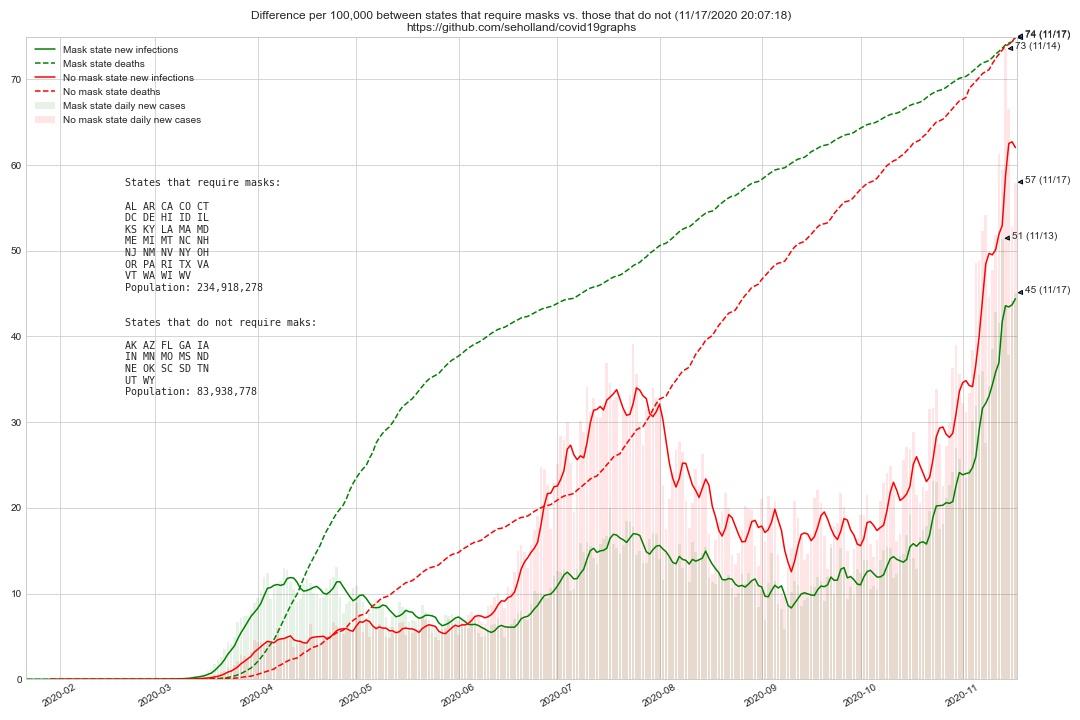 Difference per 100,000 between states that require masks vs. those that do not (11/17/2020 20:07:18)
https://github.com/seholland/covid19graphs
Mask state new infections
Mask state deaths
No mask state new infections
No mask state deaths
Mask state daily new cases
No mask state daily new cases
States that require masks:
AL AR CA CO CT
DC DE HI ID IL
KS KY LA MA MD
ME MI MT NC NH
NJ NM NV NY OH
OR PA RI TX VA
VT WA WI WV
Population: 234,918,278
States that do not require maks:
AK AZ FL GA IA
IN MN MO MS ND
NE OK SC SD TN
UT WY
Population: 83,938,778
74 (11/17)
73 (11/14)
57 (11/17)
51 (11/13)
45 (11/17)
70
60
50
40
30
20
10
0
2020-02
2020-03
2020-04
2020-05
2020-06
2020-07
2020-08
2020-09
2020-10
2020-11